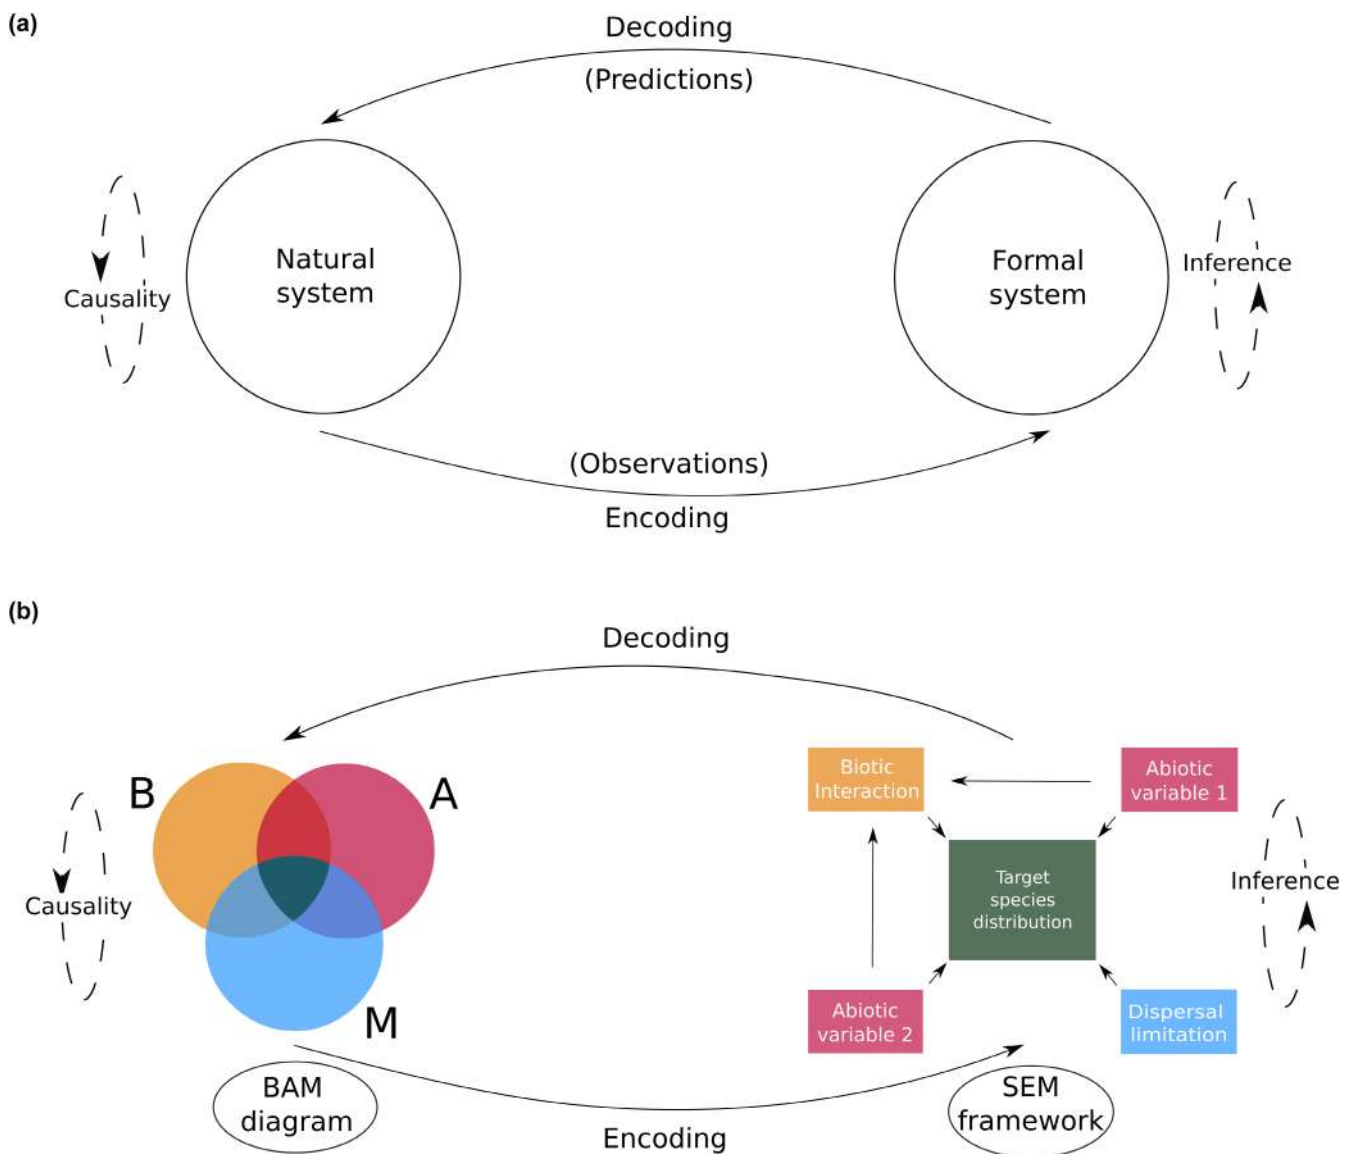 (a)
Decoding
(Predictions)
Natural
system
Causality
Formal
system
Inference
(Observations)
Encoding
(b)
Decoding
B
A
M
Causality
BAM
diagram
Biotic
Interaction
Abiotic
variable 1
Target
species
distribution
Abiotic
variable 2
Dispersal
limitation
Inference
SEM
framework
Encoding